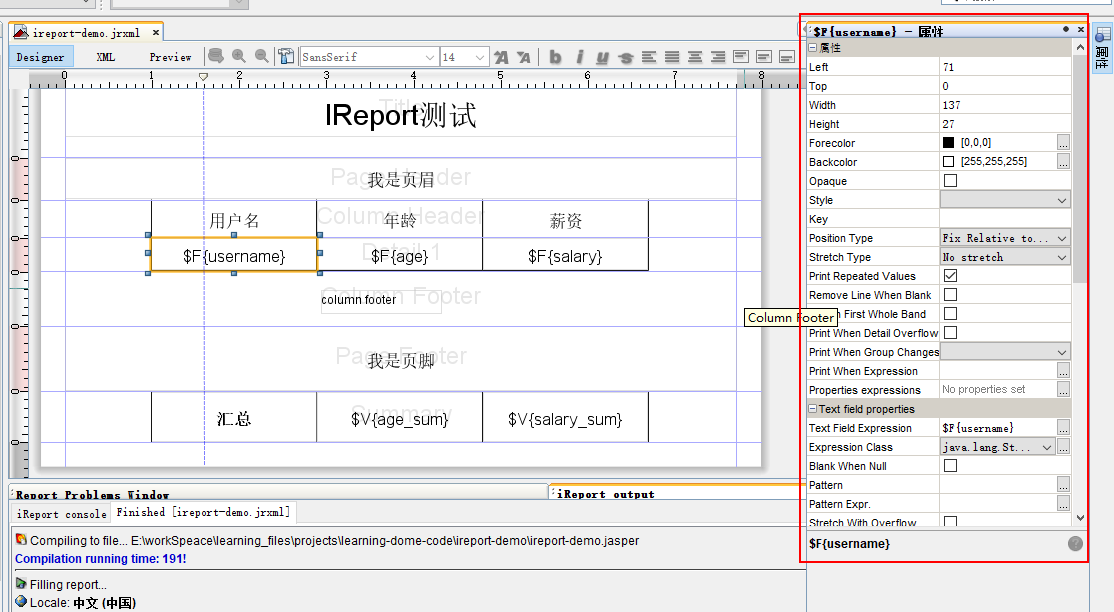 ireport-demo.jrxml
Designer XML Preview SansSerif 14
0 1 2 3 4 5 6 7 8
Title
IReport测试
Page Header
我是页眉
Column Header
用户名 年龄 薪资
Detail 1
$F{username} $F{age} $F{salary}
Column Footer
column footer
Page Footer
我是页脚
Summary
汇总 $V{age_sum} $V{salary_sum}
0
0
0
0
0
0
0
Report Problems Window
iReport output
iReport console Finished [ireport-demo.jrxml]
Compiling to file... E:\workSpeace\learning_files\projects\learning-dome-code\ireport-demo\ireport-demo.jasper
Compilation running time: 191!
Filling report...
Locale: 中文 (中国)
Column Footer
$F{username} - 属性
属性
Left 71
Top 0
Width 137
Height 27
Forecolor [0,0,0] ...
Backcolor [255,255,255] ...
Opaque
Style
Key
Position Type Fix Relative to...
Stretch Type No stretch
Print Repeated Values
Remove Line When Blank
First Whole Band
Print When Detail Overflow
Print When Group Changes
Print When Expression ...
Properties expressions No properties set ...
Text field properties
Text Field Expression $F{username} ...
Expression Class java.lang.St... ...
Blank When Null
Pattern ...
Pattern Expr. ...
Stretch With Overflow
$F{username}
属性